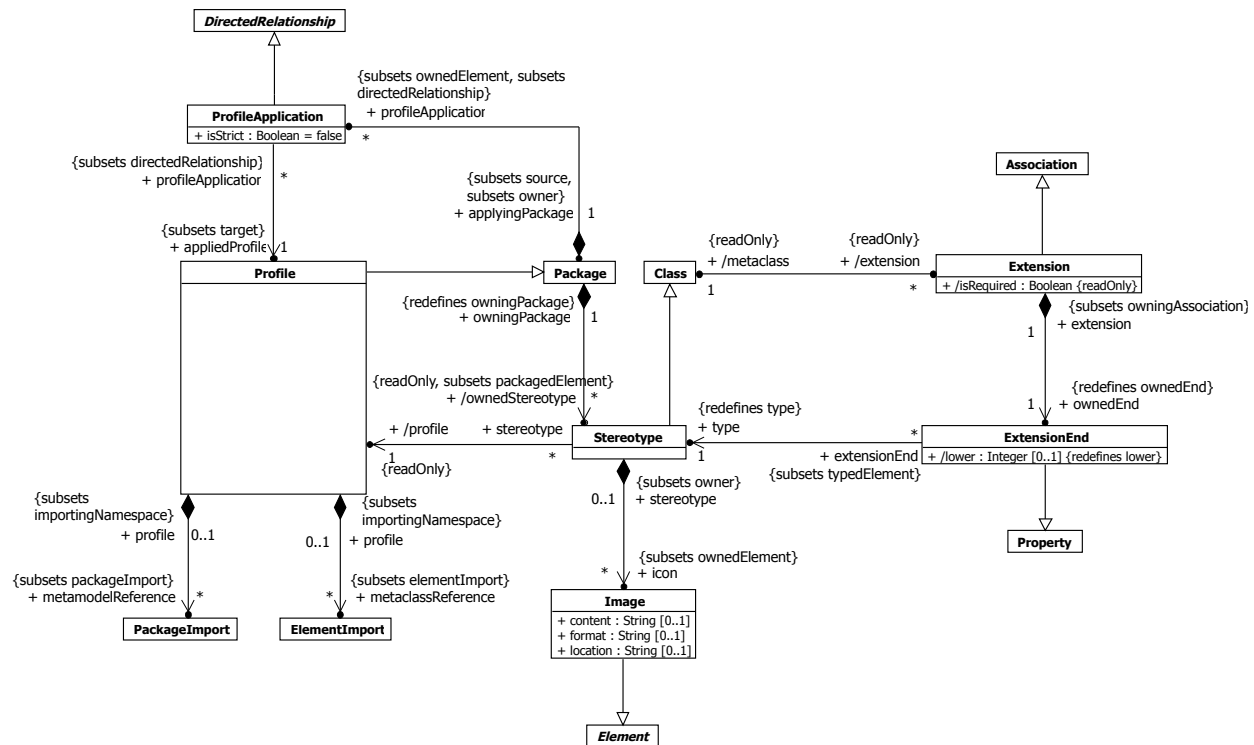 DirectedRelationship
{subsets ownedElement, subsets
directedRelationship}
+ profileApplication
*
ProfileApplication
+ isStrict : Boolean = false
{subsets directedRelationship}
+ profileApplication
*
{subsets source,
subsets owner}
+ applyingPackage
1
Association
{subsets target}
+ appliedProfile
1
Profile
Package
Class
{readOnly}
+ /metaclass
1
{readOnly}
+ /extension
*
Extension
+ /isRequired : Boolean {readOnly}
{redefines owningPackage}
+ owningPackage
1
{subsets owningAssociation}
+ extension
1
{readOnly, subsets packagedElement}
+ /ownedStereotype
*
{redefines ownedEnd}
+ ownedEnd
1
+ /profile
1
{readOnly}
+ stereotype
*
Stereotype
{redefines type}
+ type
1
*
+ extensionEnd
{subsets typedElement}
ExtensionEnd
+ /lower : Integer [0..1] {redefines lower}
{subsets
importingNamespace}
+ profile
0..1
{subsets
importingNamespace}
+ profile
0..1
{subsets owner}
+ stereotype
0..1
Property
{subsets packageImport}
+ metamodelReference
*
{subsets elementImport}
+ metaclassReference
*
{subsets ownedElement}
+ icon
*
PackageImport
ElementImport
Image
+ content : String [0..1]
+ format : String [0..1]
+ location : String [0..1]
Element